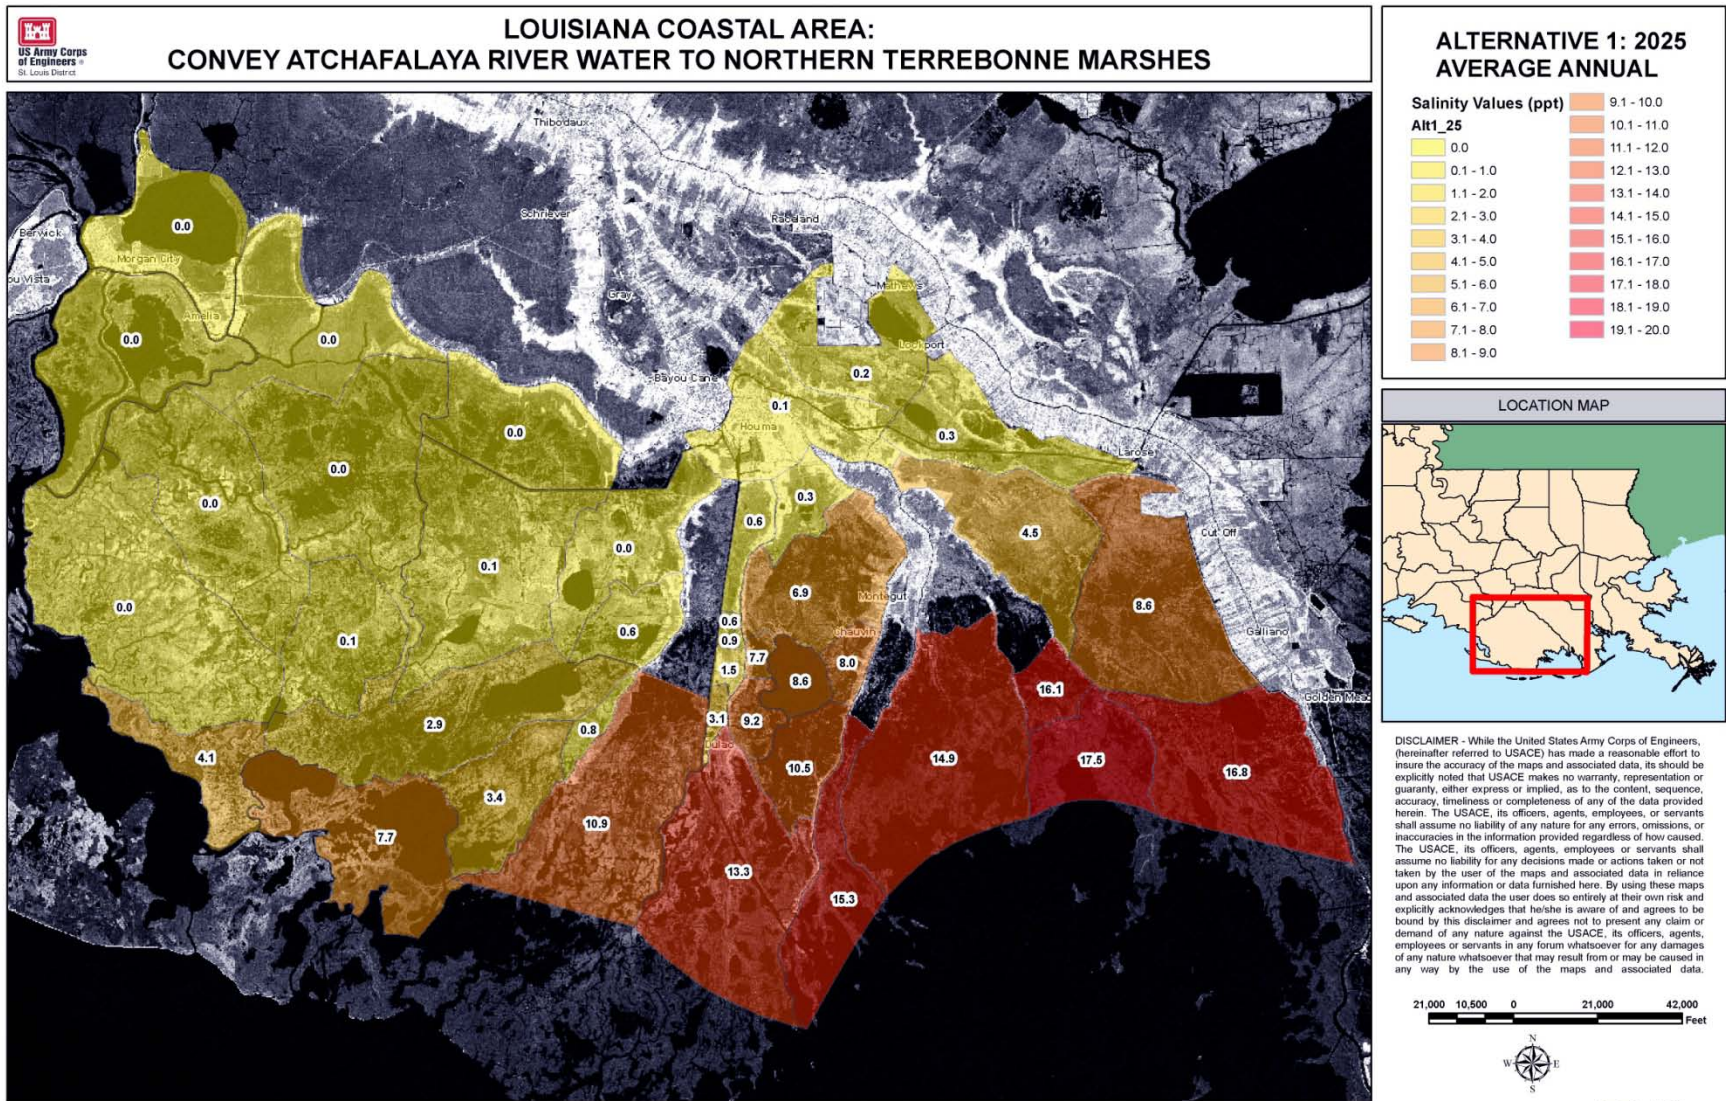 US Army Corps
of Engineers ®
St. Louis District
LOUISIANA COASTAL AREA:
CONVEY ATCHAFALAYA RIVER WATER TO NORTHERN TERREBONNE MARSHES
Thibodaux
Schriever
Raceland
0.0
Berwick
Morgan City
ou Vista
Gray
Mathews
Amelia
0.0
0.0
Lockport
Bayou Cane
0.2
0.1
Houma
0.0
0.3
Larose
0.0
0.3
0.0
0.6
4.5
Cut Off
0.0
0.1
6.9
Montegut
0.0
8.6
0.6
0.6
Chauvin
Galliano
0.1
0.9
7.7
8.0
1.5
8.6
16.1
Golden Mead
2.9
0.8
3.1
9.2
Dulac
4.1
10.5
14.9
17.5
16.8
3.4
10.9
7.7
13.3
15.3
ALTERNATIVE 1: 2025
AVERAGE ANNUAL
Salinity Values (ppt)
Alt1_25
0.0
0.1 - 1.0
1.1 - 2.0
2.1 - 3.0
3.1 - 4.0
4.1 - 5.0
5.1 - 6.0
6.1 - 7.0
7.1 - 8.0
8.1 - 9.0
9.1 - 10.0
10.1 - 11.0
11.1 - 12.0
12.1 - 13.0
13.1 - 14.0
14.1 - 15.0
15.1 - 16.0
16.1 - 17.0
17.1 - 18.0
18.1 - 19.0
19.1 - 20.0
LOCATION MAP
DISCLAIMER - While the United States Army Corps of Engineers,
(hereinafter referred to USACE) has made a reasonable effort to
insure the accuracy of the maps and associated data, its should be
explicitly noted that USACE makes no warranty, representation or
guaranty, either express or implied, as to the content, sequence,
accuracy, timeliness or completeness of any of the data provided
herein. The USACE, its officers, agents, employees, or servants
shall assume no liability of any nature for any errors, omissions, or
inaccuracies in the information provided regardless of how caused.
The USACE, its officers, agents, employees or servants shall
assume no liability for any decisions made or actions taken or not
taken by the user of the maps and associated data in reliance
upon any information or data furnished here. By using these maps
and associated data the user does so entirely at their own risk and
explicitly acknowledges that he/she is aware of and agrees to be
bound by this disclaimer and agrees not to present any claim or
demand of any nature against the USACE, its officers, agents,
employees or servants in any forum whatsoever for any damages
of any nature whatsoever that may result from or may be caused in
any way by the use of the maps and associated data.
21,000 10,500 0 21,000 42,000
Feet
N
W E
S